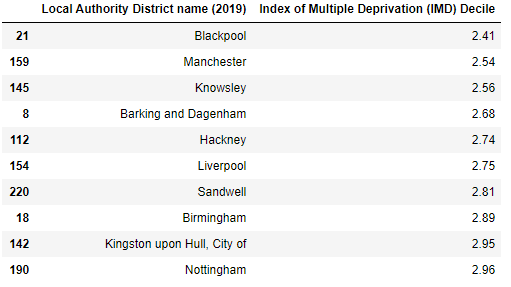 Local Authority District name (2019) Index of Multiple Deprivation (IMD) Decile
21 Blackpool 2.41
159 Manchester 2.54
145 Knowsley 2.56
8 Barking and Dagenham 2.68
112 Hackney 2.74
154 Liverpool 2.75
220 Sandwell 2.81
18 Birmingham 2.89
142 Kingston upon Hull, City of 2.95
190 Nottingham 2.96